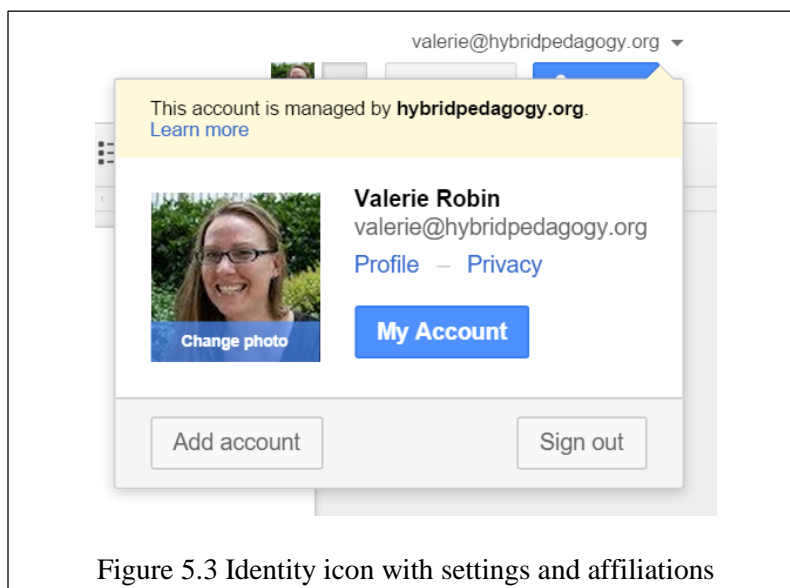 valerie@hybridpedagogy.org
This account is managed by hybridpedagogy.org.
Learn more
Valerie Robin
valerie@hybridpedagogy.org
Profile – Privacy
Change photo
My Account
Add account
Sign out
Figure 5.3 Identity icon with settings and affiliations